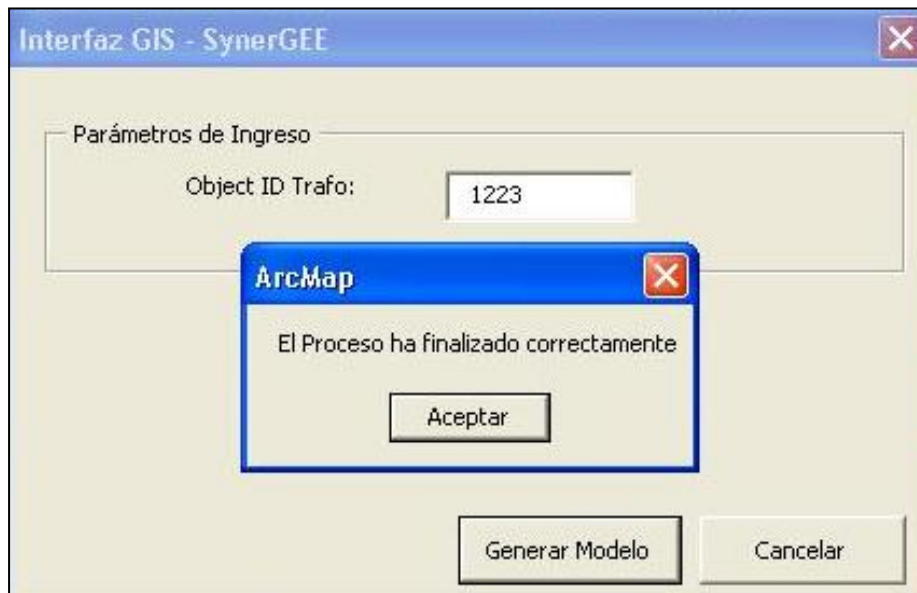 Interfaz GIS - SynerGEE
Parámetros de Ingreso
Object ID Trafo:
1223
ArcMap
El Proceso ha finalizado correctamente
Aceptar
Generar Modelo
Cancelar